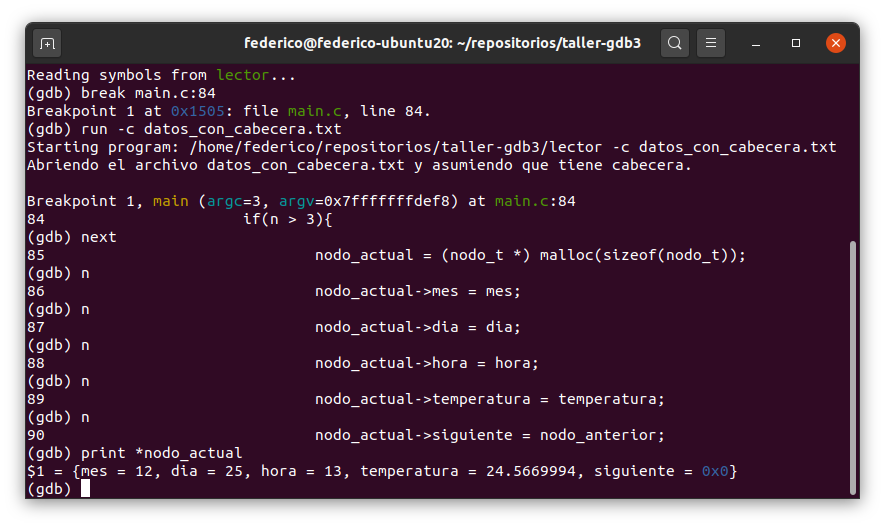 federico@federico-ubuntu20: ~/repositorios/taller-gdb3
Reading symbols from lector...
(gdb) break main.c:84
Breakpoint 1 at 0x1505: file main.c, line 84.
(gdb) run -c datos_con_cabecera.txt
Starting program: /home/federico/repositorios/taller-gdb3/lector -c datos_con_cabecera.txt
Abriendo el archivo datos_con_cabecera.txt y asumiendo que tiene cabecera.
Breakpoint 1, main (argc=3, argv=0x7fffffffdef8) at main.c:84
84                      if(n > 3){
(gdb) next
85                              nodo_actual = (nodo_t *) malloc(sizeof(nodo_t));
(gdb) n
86                              nodo_actual->mes = mes;
(gdb) n
87                              nodo_actual->dia = dia;
(gdb) n
88                              nodo_actual->hora = hora;
(gdb) n
89                              nodo_actual->temperatura = temperatura;
(gdb) n
90                              nodo_actual->siguiente = nodo_anterior;
(gdb) print *nodo_actual
$1 = {mes = 12, dia = 25, hora = 13, temperatura = 24.5669994, siguiente = 0x0}
(gdb)